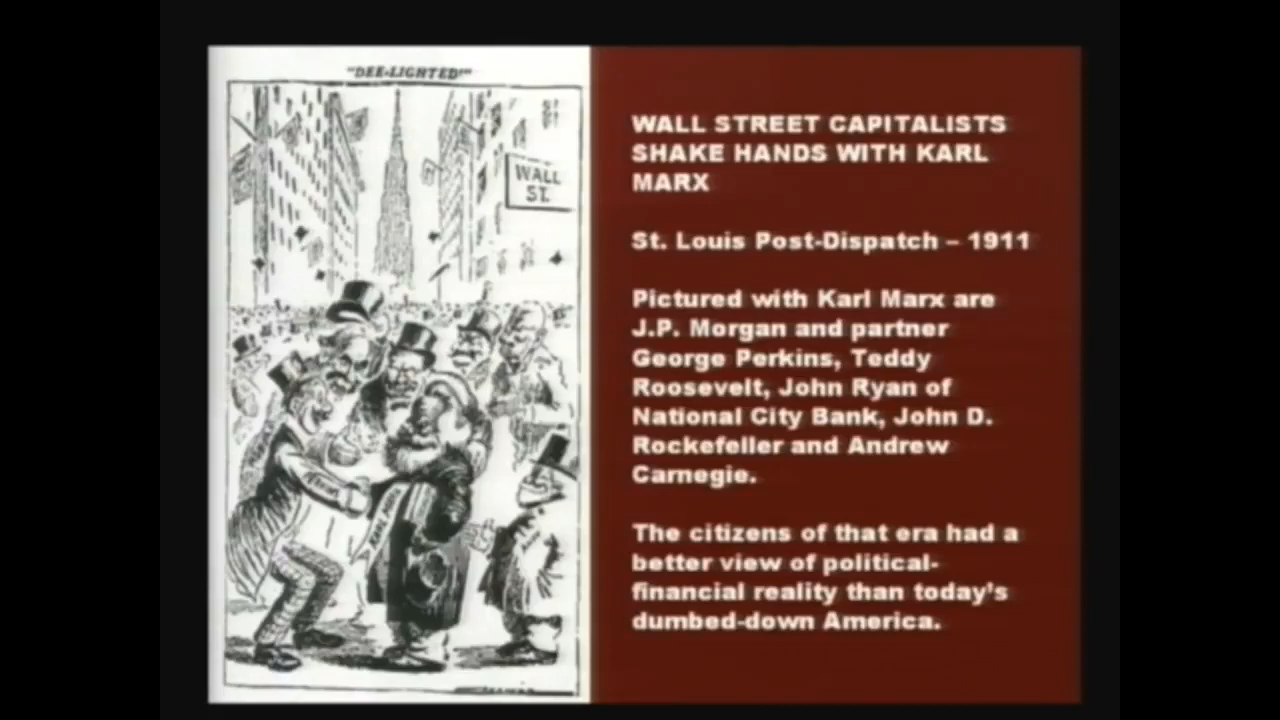 "DEE-LIGHTED!"
WALL
ST.
KARL MARX
WALL STREET CAPITALISTS
SHAKE HANDS WITH KARL
MARX
St. Louis Post-Dispatch – 1911
Pictured with Karl Marx are
J.P. Morgan and partner
George Perkins, Teddy
Roosevelt, John Ryan of
National City Bank, John D.
Rockefeller and Andrew
Carnegie.
The citizens of that era had a
better view of political-
financial reality than today's
dumbed-down America.